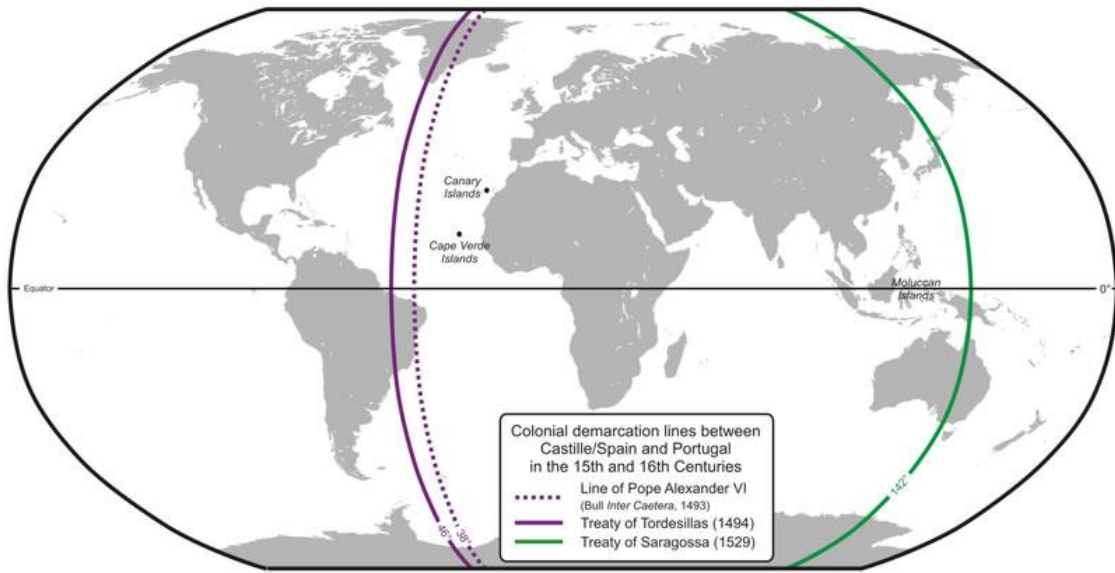 Canary
Islands
Cape Verde
Islands
Equator
Moluccan
Islands
0°
Colonial demarcation lines between
Castille/Spain and Portugal
in the 15th and 16th Centuries
Line of Pope Alexander VI
(Bull Inter Caetera, 1493)
Treaty of Tordesillas (1494)
Treaty of Saragossa (1529)
142°
46°
38°